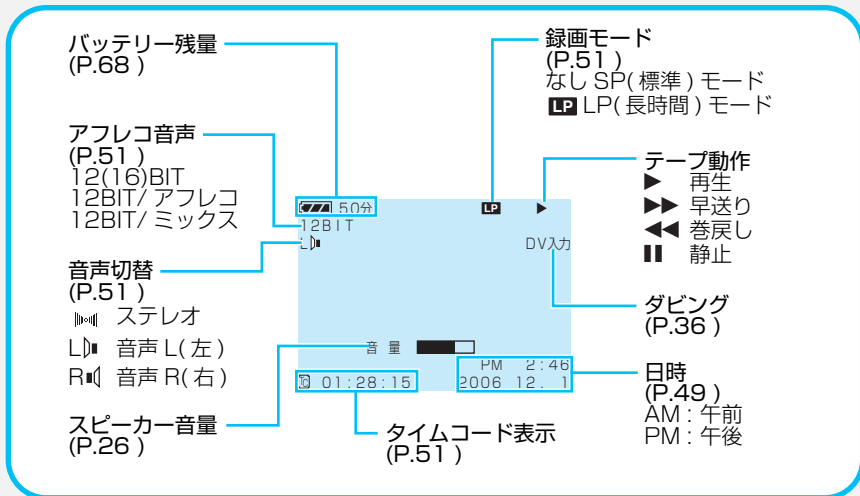 バッテリー残量
(P.68 )
アフレコ音声
(P.51 )
12(16)BIT
12BIT/ アフレコ
12BIT/ ミックス
音声切替
(P.51 )
ステレオ
L 音声 L( 左 )
R 音声 R( 右 )
スピーカー音量
(P.26 )
録画モード
(P.51 )
なし SP( 標準 ) モード
LP LP( 長時間 ) モード
テープ動作
再生
早送り
巻戻し
静止
ダビング
(P.36 )
日時
(P.49 )
AM : 午前
PM : 午後
タイムコード表示
(P.51 )
50分
LP
12BIT
L
DV入力
音 量
PM 2:46
01:28:15
2006 12. 1